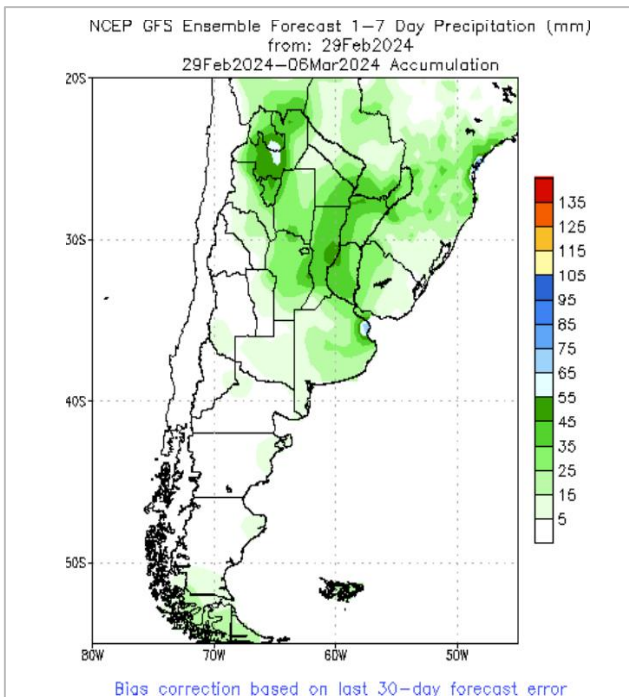 NCEP GFS Ensemble Forecast 1-7 Day Precipitation (mm)
from: 29Feb2024
29Feb2024-06Mar2024 Accumulation
20S
30S
40S
50S
80W
70W
60W
50W
135
125
115
105
95
85
75
65
55
45
35
25
15
5
Bias correction based on last 30-day forecast error